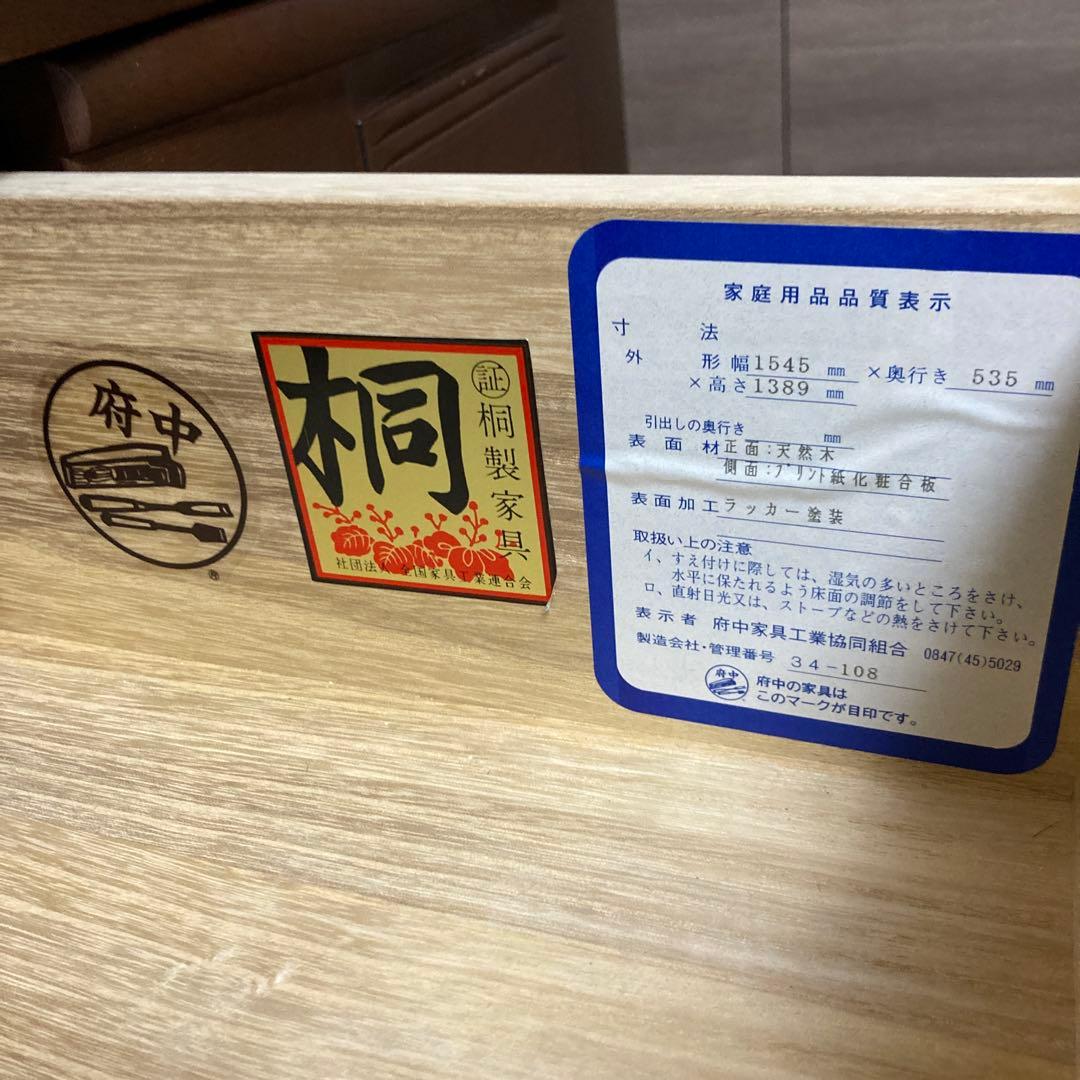 府中
®
桐
証
桐製家具
社団法人 全国家具工業連合会
家庭用品品質表示
寸法
外形 幅 1545 mm ×奥行き 535 mm
×高さ 1389 mm
引出しの奥行き mm
表面材 正面：天然木
側面：プリント紙化粧合板
表面加工 ラッカー塗装
取扱い上の注意
イ、すえ付けに際しては、湿気の多いところをさけ、
水平に保たれるよう床面の調節をして下さい。
ロ、直射日光又は、ストーブなどの熱をさけて下さい。
表示者 府中家具工業協同組合 0847(45)5029
製造会社・管理番号 34-108
府中
府中の家具は
このマークが目印です。